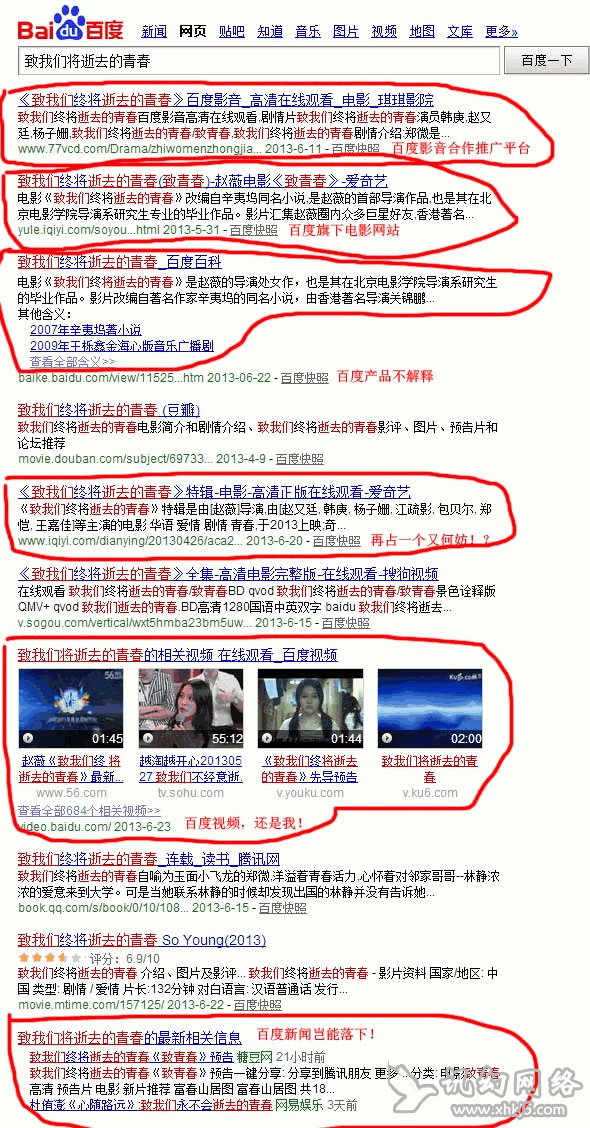 Bai du 百度 新闻 网页 贴吧 知道 音乐 图片 视频 地图 文库 更多»
致我们将逝去的青春 百度一下
《致我们终将逝去的青春》百度影音_高清在线观看_电影_琪琪影院
致我们终将逝去的青春百度影音高清在线观看.剧情片致我们终将逝去的青春演员韩庚.赵又
廷.杨子姗.致我们终将逝去的青春/致青春.致我们终将逝去的青春剧情介绍:郑微是...
www.77vcd.com/Drama/zhiwomenzhongjia... 2013-6-11 - 百度快照 百度影音合作推广平台
致我们终将逝去的青春(致青春)-赵薇电影《致青春》-爱奇艺
电影《致我们终将逝去的青春》改编自辛夷坞同名小说,是赵薇的首部导演作品,也是其在北
京电影学院导演系研究生专业的毕业作品。影片汇集赵薇圈内众多巨星好友,香港著名...
yule.iqiyi.com/soyou...html 2013-5-31 - 百度快照 百度旗下电影网站
致我们终将逝去的青春_百度百科
电影《致我们终将逝去的青春》是赵薇的导演处女作，也是其在北京电影学院导演系研究生
的毕业作品。影片改编自著名作家辛夷坞的同名小说，由香港著名导演关锦鹏...
其他含义：
2007年辛夷坞著小说
2009年王栎鑫金海心版音乐广播剧
查看全部含义>>
baike.baidu.com/view/11525...htm 2013-06-22 - 百度快照 百度产品不解释
致我们终将逝去的青春 (豆瓣)
致我们终将逝去的青春电影简介和剧情介绍、致我们终将逝去的青春影评、图片、预告片和
论坛推荐
movie.douban.com/subject/69733... 2013-4-9 - 百度快照
《致我们终将逝去的青春》特辑-电影-高清正版在线观看-爱奇艺
《致我们终将逝去的青春》特辑是由[赵薇]导演,由[赵又廷, 韩庚, 杨子姗, 江疏影, 包贝尔, 郑
恺, 王嘉佳]等主演的电影 华语 爱情 剧情 青春.于2013上映;奇...
www.iqiyi.com/dianying/20130426/aca2... 2013-6-20 - 百度快照 再占一个又何妨！？
《致我们终将逝去的青春》全集-高清电影完整版-在线观看-搜狗视频
在线观看 致我们终将逝去的青春/致青春BD qvod 致我们终将逝去的青春/致青春景色诠释版
QMV+ qvod 致我们逝去的青春.BD高清1280国语中英双字 baidu 致我们终将逝去...
v.sogou.com/vertical/wxt5hmba23bm5uw... 2013-6-15 - 百度快照
致我们将逝去的青春的相关视频 在线观看_百度视频
56 KU6.com
01:45 55:12 01:44 02:00
赵薇《致我们终 将逝去的青春》最新... 越淘越开心20130527 致我们不经意逝. 《致我们终将逝去的青春》先导预告 致我们终将逝去的青春
www.56.com tv.sohu.com v.youku.com v.ku6.com
查看全部684个相关视频>>
video.baidu.com/ 2013-6-23 百度视频，还是我！
致我们终将逝去的青春_连载_读书_腾讯网
致我们终将逝去的青春自喻为玉面小飞龙的郑微,洋溢着青春活力,心怀着对邻家哥哥--林静浓
浓的爱意来到大学。可是当她联系林静的时候却发现出国的林静并没有告诉她...
book.qq.com/s/book/0/10/108... 2013-6-15 - 百度快照
致我们终将逝去的青春 So Young(2013)
评分：6.9/10
致我们终将逝去的青春 介绍、图片及影评... 致我们终将逝去的青春 - 影片资料 国家/地区: 中
国 类型: 剧情 / 爱情 片长:132分钟 对白语言: 汉语普通话 发行...
movie.mtime.com/157125/ 2013-6-22 - 百度快照
致我们将逝去的青春的最新相关信息 百度新闻岂能落下！
致我们终将逝去的青春《致青春》预告 糖豆网 21小时前
致我们终将逝去的青春《致青春》预告一键分享: 分享到腾讯朋友 更多... 分类: 电影致青春
高清 预告片 电影 新片推荐 富春山居图 富春山居图 共18...
杜侑澎《心随路远》:致我们永不会逝去的青春 网易娱乐 3天前
www.xhkj5.com